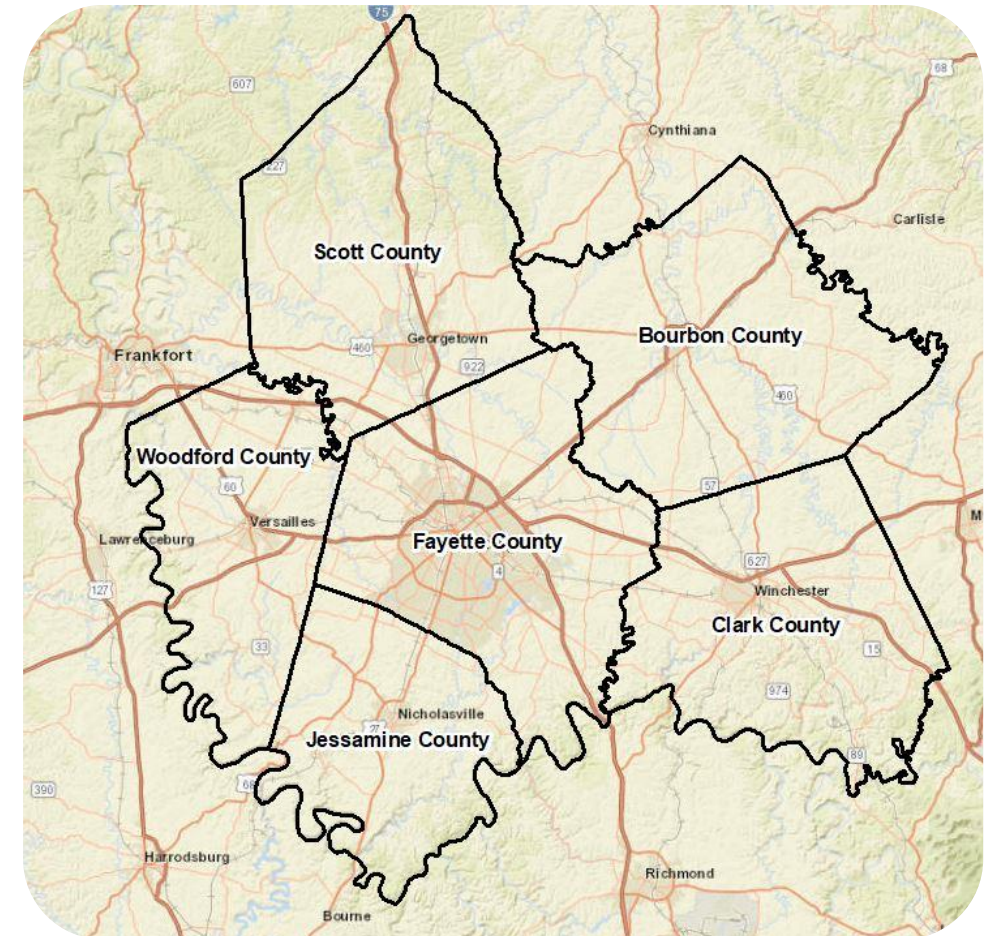 75
68
607
Cynthiana
227
Carlisle
Scott County
Bourbon County
Georgetown
460
Frankfort
922
460
Woodford County
60
57
Versailles
M
Lawrenceburg
Fayette County
627
4
127
Winchester
Clark County
33
15
974
Nicholasville
27
Jessamine County
89
68
390
Harrodsburg
Richmond
Bourne